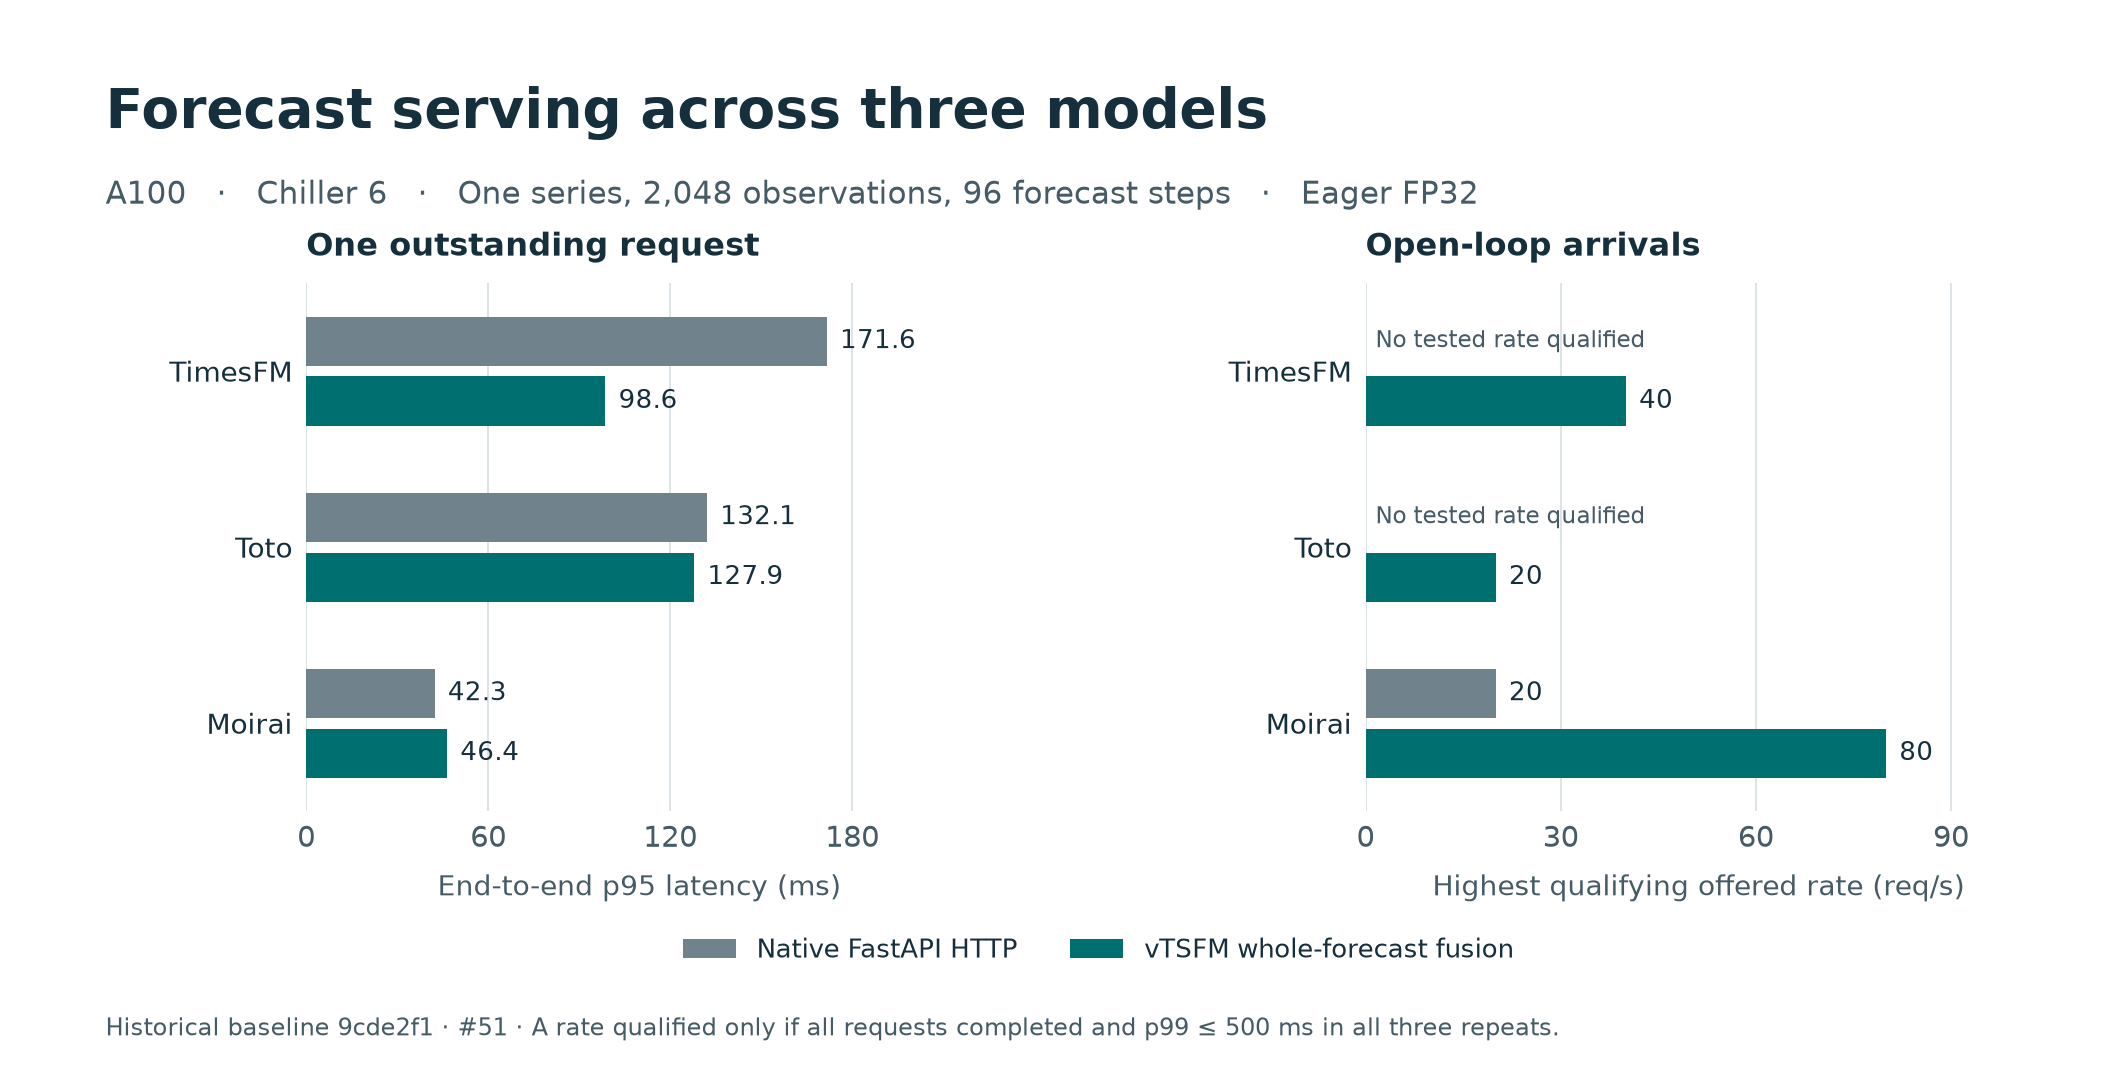 Forecast serving across three models
A100 · Chiller 6 · One series, 2,048 observations, 96 forecast steps · Eager FP32
One outstanding request
TimesFM
171.6
98.6
Toto
132.1
127.9
Moirai
42.3
46.4
0 60 120 180
End-to-end p95 latency (ms)
Open-loop arrivals
TimesFM
No tested rate qualified
40
Toto
No tested rate qualified
20
Moirai
20
80
0 30 60 90
Highest qualifying offered rate (req/s)
Native FastAPI HTTP
vTSFM whole-forecast fusion
Historical baseline 9cde2f1 · #51 · A rate qualified only if all requests completed and p99 ≤ 500 ms in all three repeats.